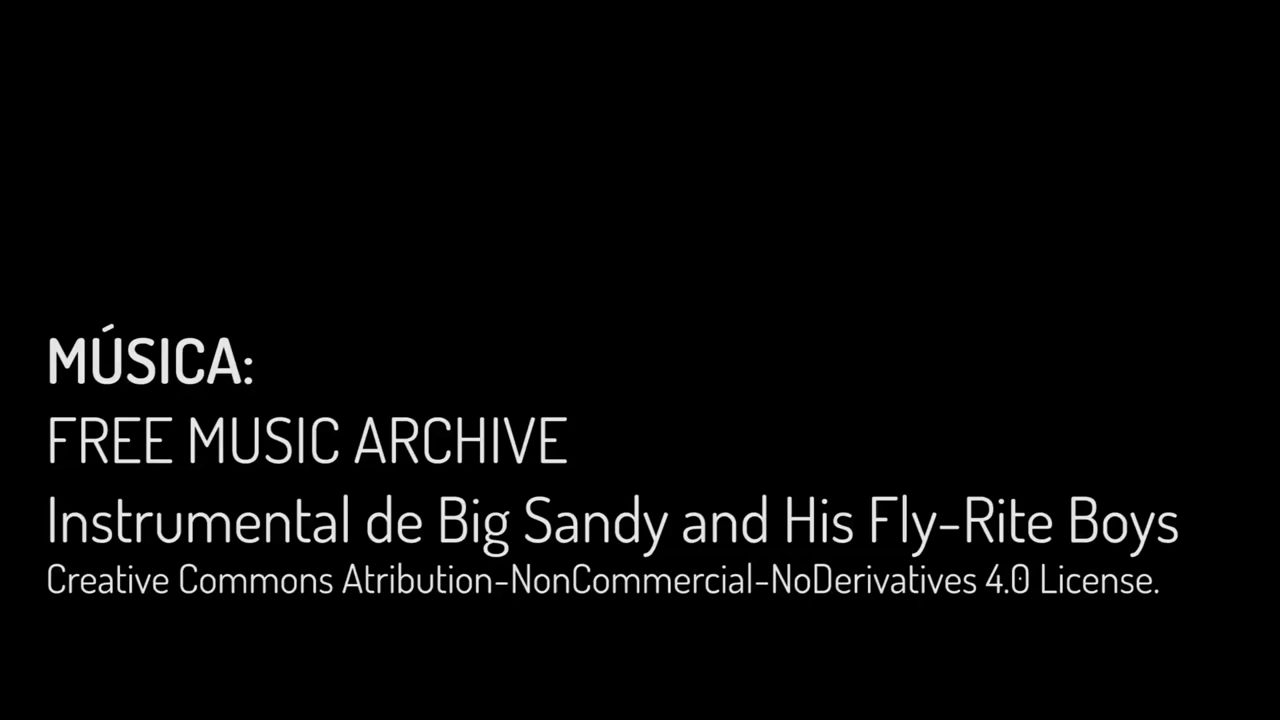 MÚSICA:
FREE MUSIC ARCHIVE
Instrumental de Big Sandy and His Fly-Rite Boys
Creative Commons Atribution-NonCommercial-NoDerivatives 4.0 License.